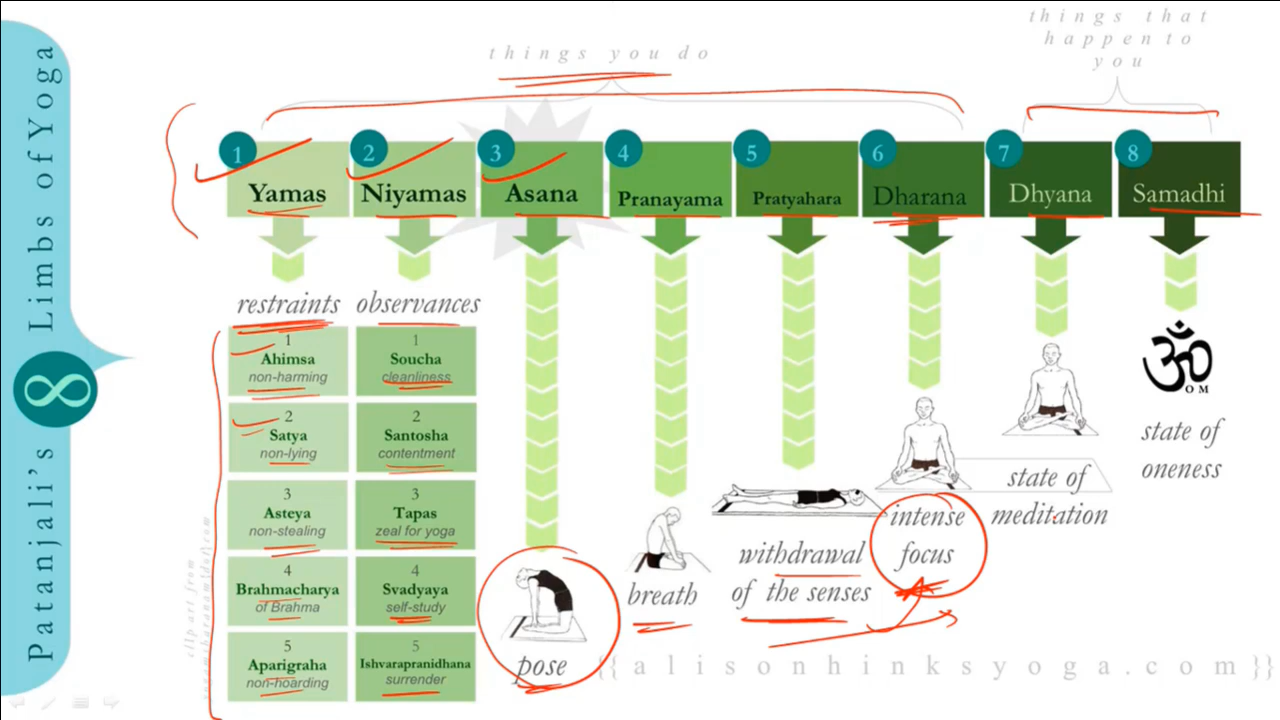 Patanjali's 8 Limbs of Yoga
things you do
things that
happen to
you
1
Yamas
2
Niyamas
3
Asana
4
Pranayama
5
Pratyahara
6
Dharana
7
Dhyana
8
Samadhi
restraints
1
Ahimsa
non-harming
2
Satya
non-lying
3
Asteya
non-stealing
4
Brahmacharya
of Brahma
5
Aparigraha
non-hoarding
observances
1
Soucha
cleanliness
2
Santosha
contentment
3
Tapas
zeal for yoga
4
Svadyaya
self-study
5
Ishvarapranidhana
surrender
pose
breath
withdrawal
of the senses
intense
focus
state of
meditation
ॐ
OM
state of
oneness
clip art from
{{alisonhinksyoga.com}}